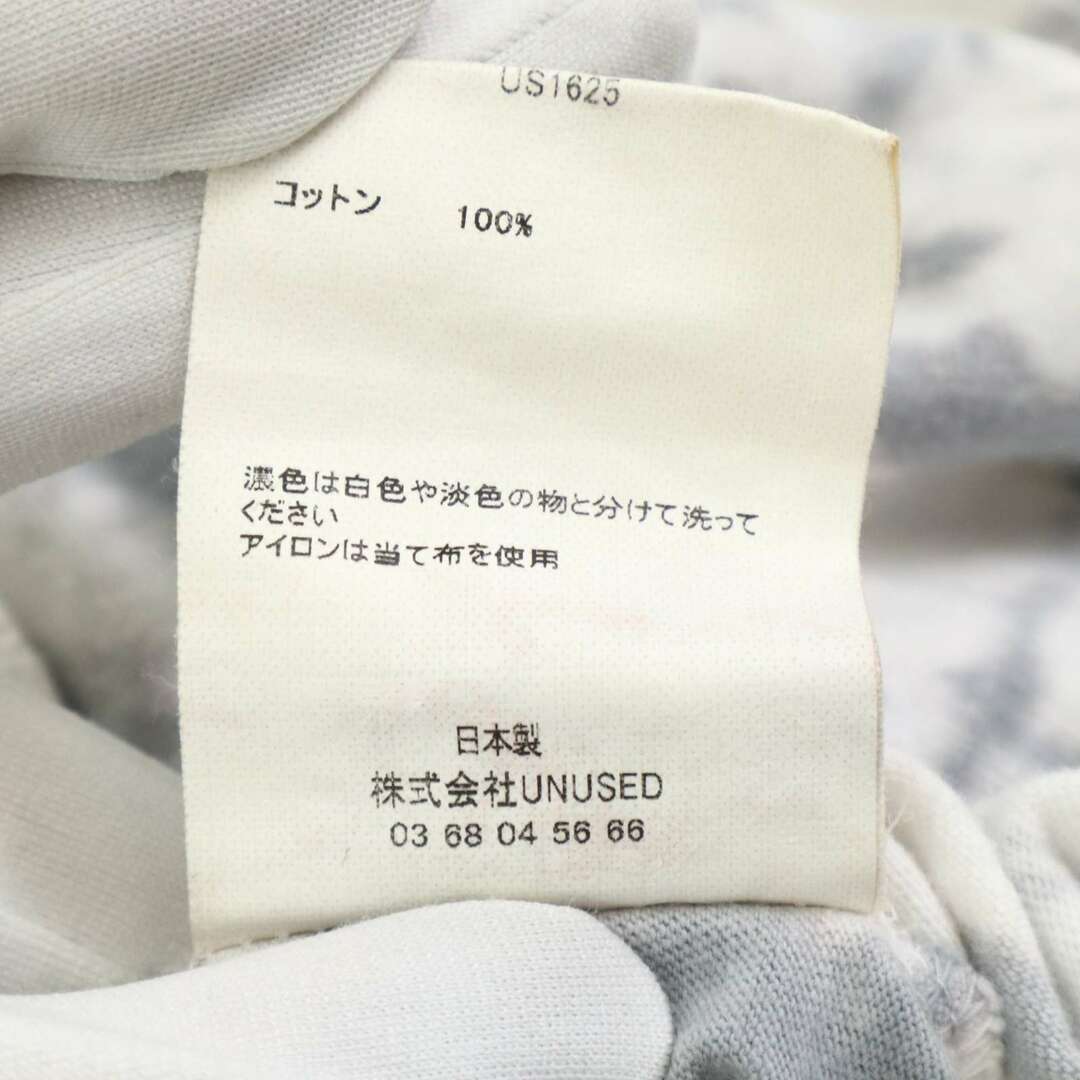 US1625
コットン 100%
濃色は白色や淡色の物と分けて洗って
ください
アイロンは当て布を使用
日本製
株式会社UNUSED
03 68 04 56 66